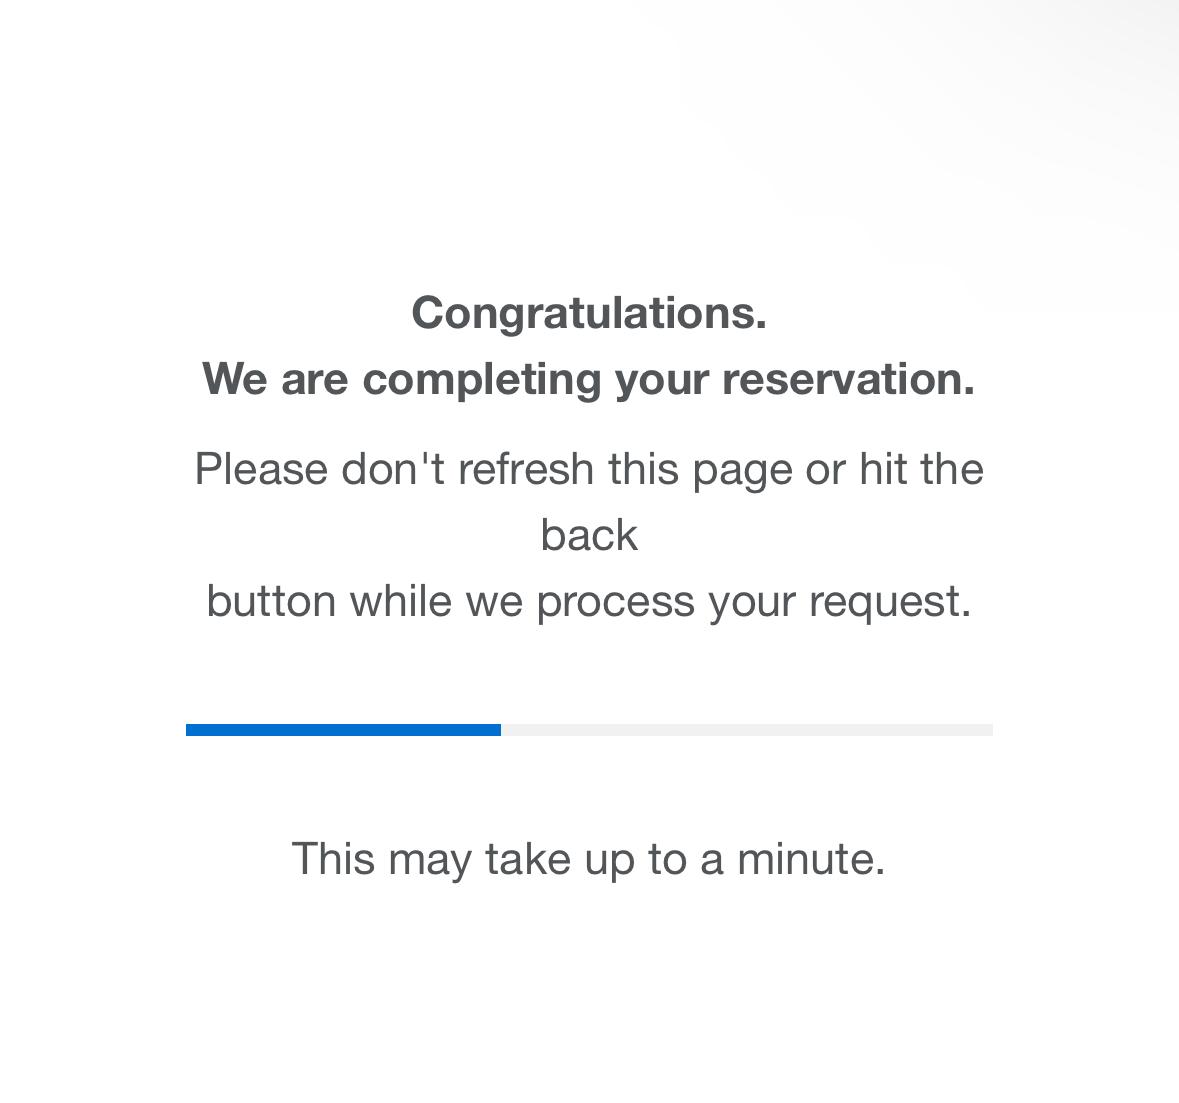 Congratulations.
We are completing your reservation.
Please don't refresh this page or hit the
back
button while we process your request.
This may take up to a minute.